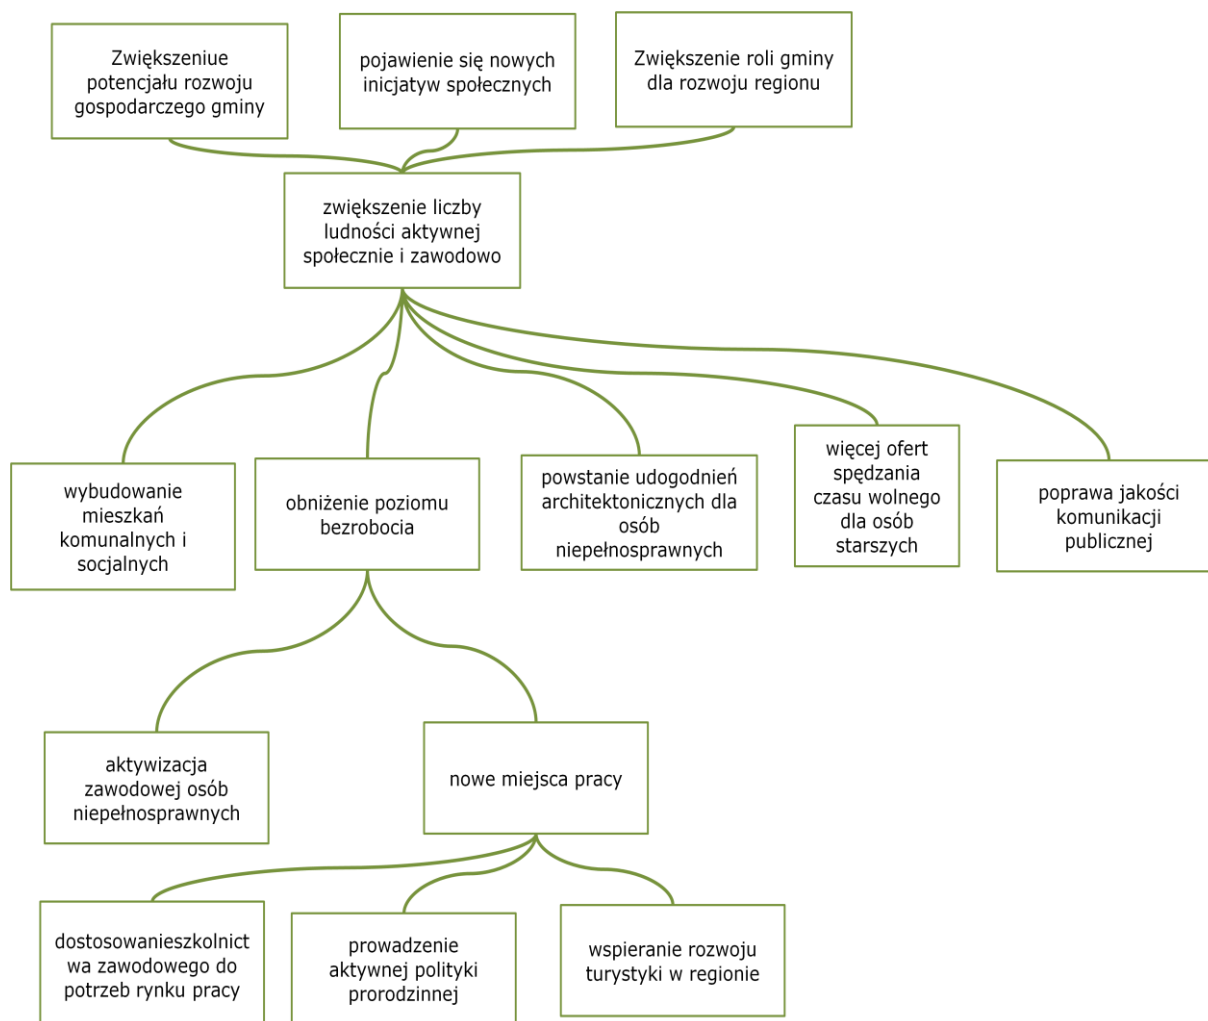 Zwiększeniue
potencjału rozwoju
gospodarczego gminy
pojawienie się nowych
inicjatyw społecznych
Zwiększenie roli gminy
dla rozwoju regionu
zwiększenie liczby
ludności aktywnej
społecznie i zawodowo
wybudowanie
mieszkań
komunalnych i
socjalnych
obniżenie poziomu
bezrobocia
powstanie udogodnień
architektonicznych dla
osób
niepełnosprawnych
więcej ofert
spędzania
czasu wolnego
dla osób
starszych
poprawa jakości
komunikacji
publicznej
aktywizacja
zawodowej osób
niepełnosprawnych
nowe miejsca pracy
dostosowanieszkolnict
wa zawodowego do
potrzeb rynku pracy
prowadzenie
aktywnej polityki
prorodzinnej
wspieranie rozwoju
turystyki w regionie